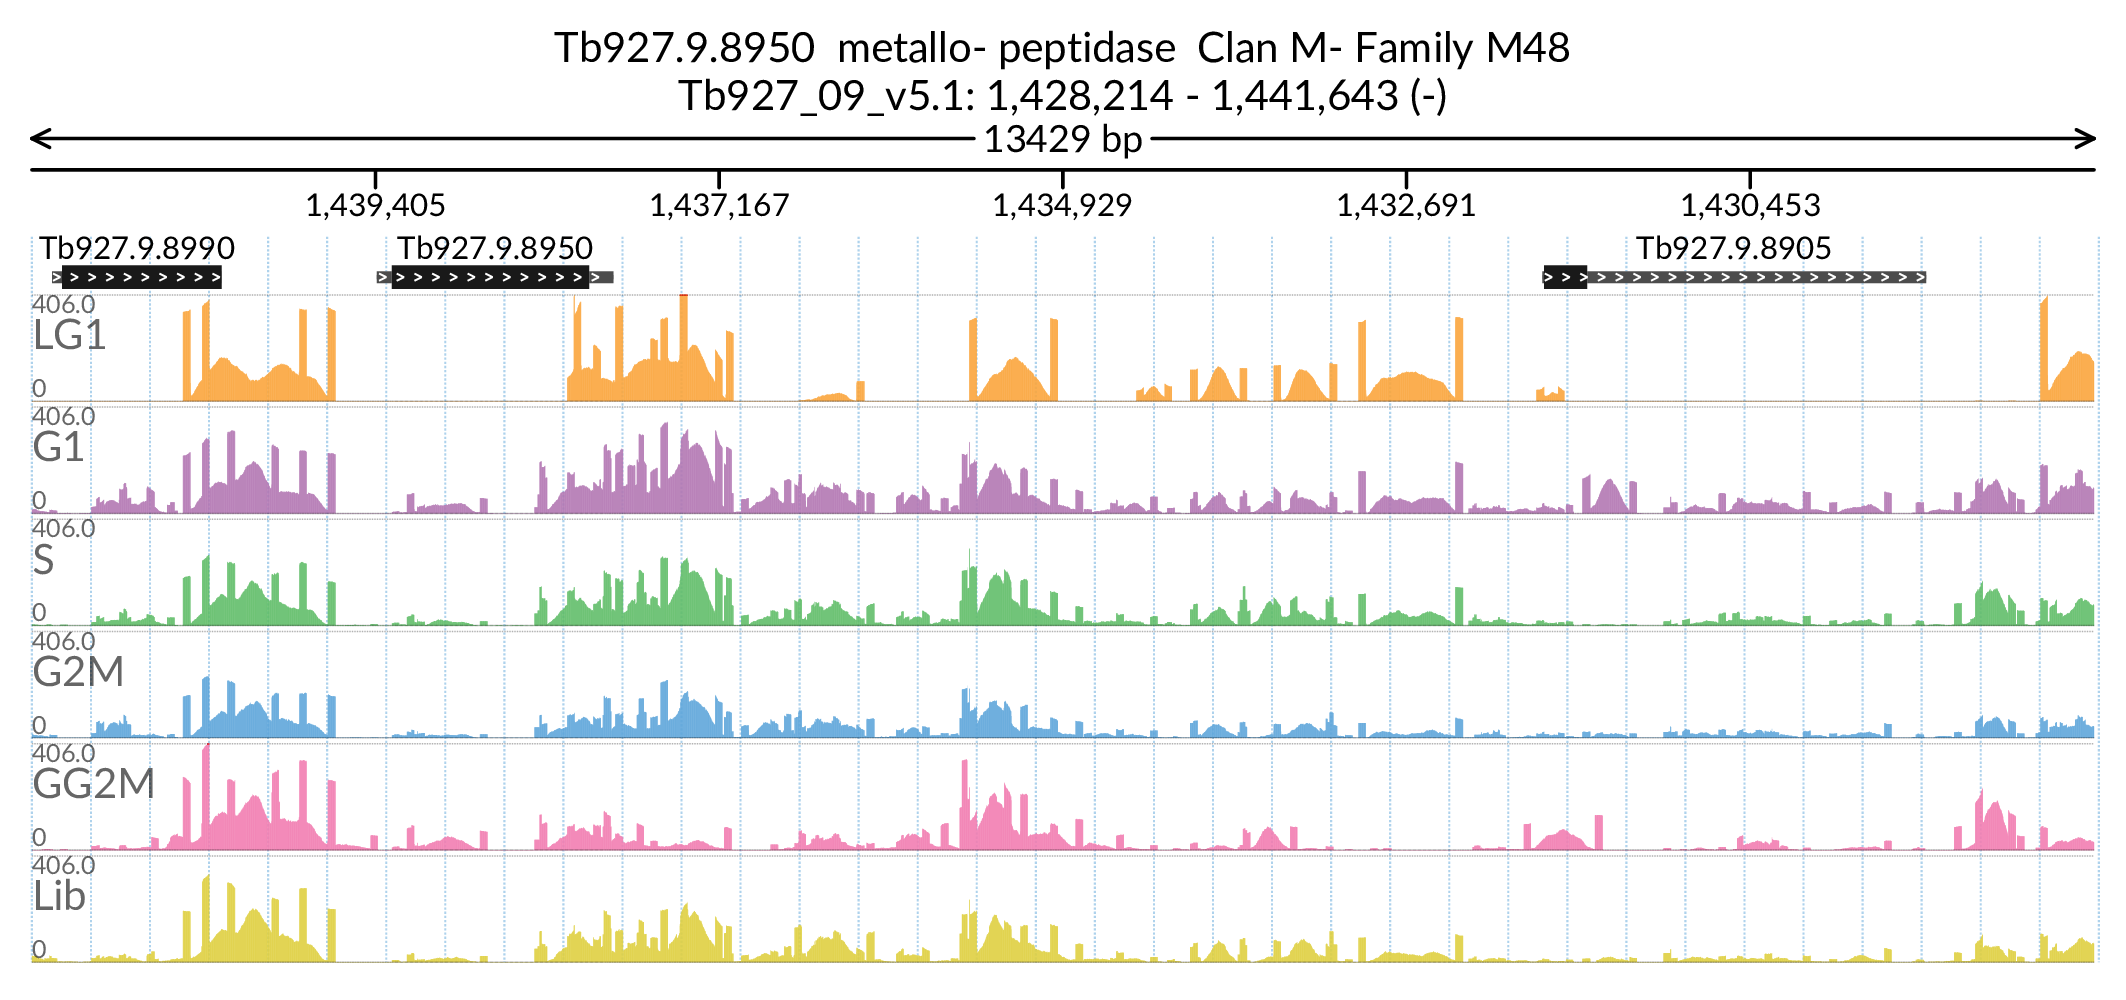 Tb927.9.8950 metallo- peptidase Clan M- Family M48
Tb927_09_v5.1: 1,428,214 - 1,441,643 (-)
13429 bp
1,439,405 1,437,167 1,434,929 1,432,691 1,430,453
Tb927.9.8990 Tb927.9.8950 Tb927.9.8905
406.0
LG1
0
406.0
G1
0
406.0
S
0
406.0
G2M
0
406.0
GG2M
0
406.0
Lib
0